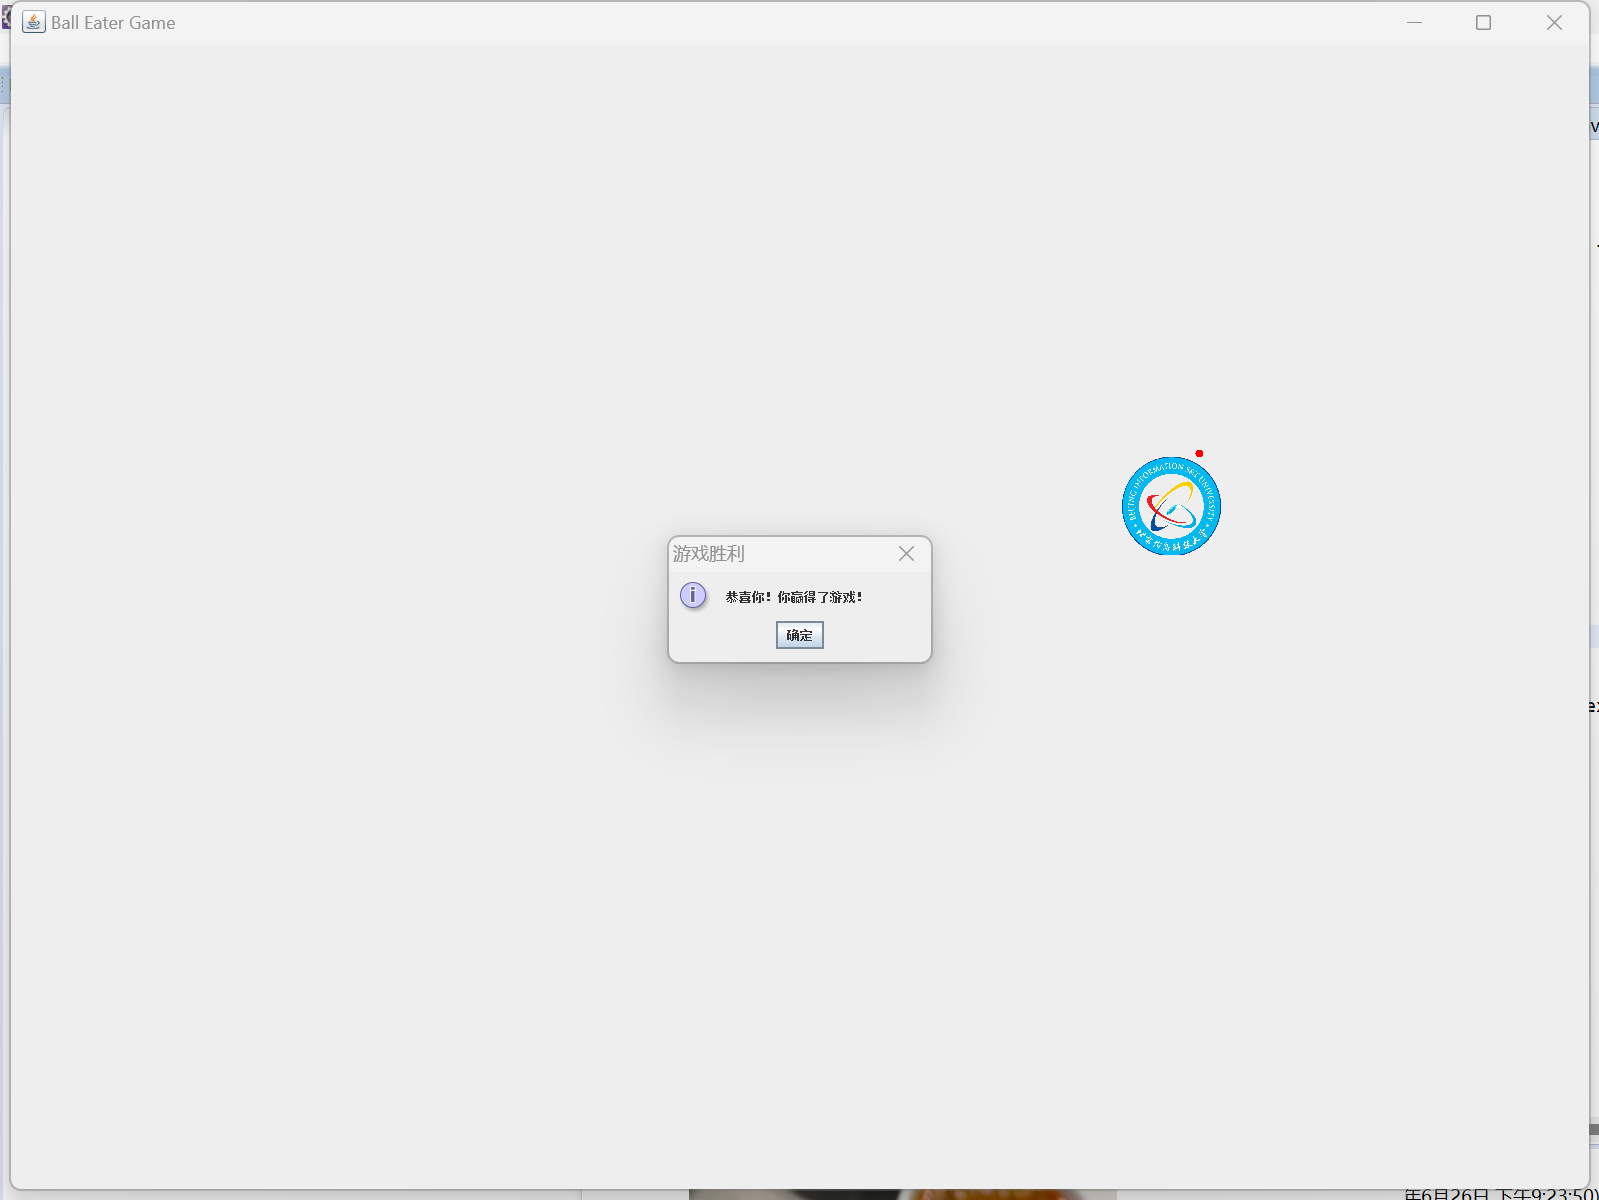 Ball Eater Game
游戏胜利
恭喜你！你赢得了游戏！
确定
BEIJING INFORMATION S&T UNIVERSITY
北京信息科技大学
年6月26日 下午9:23:50)